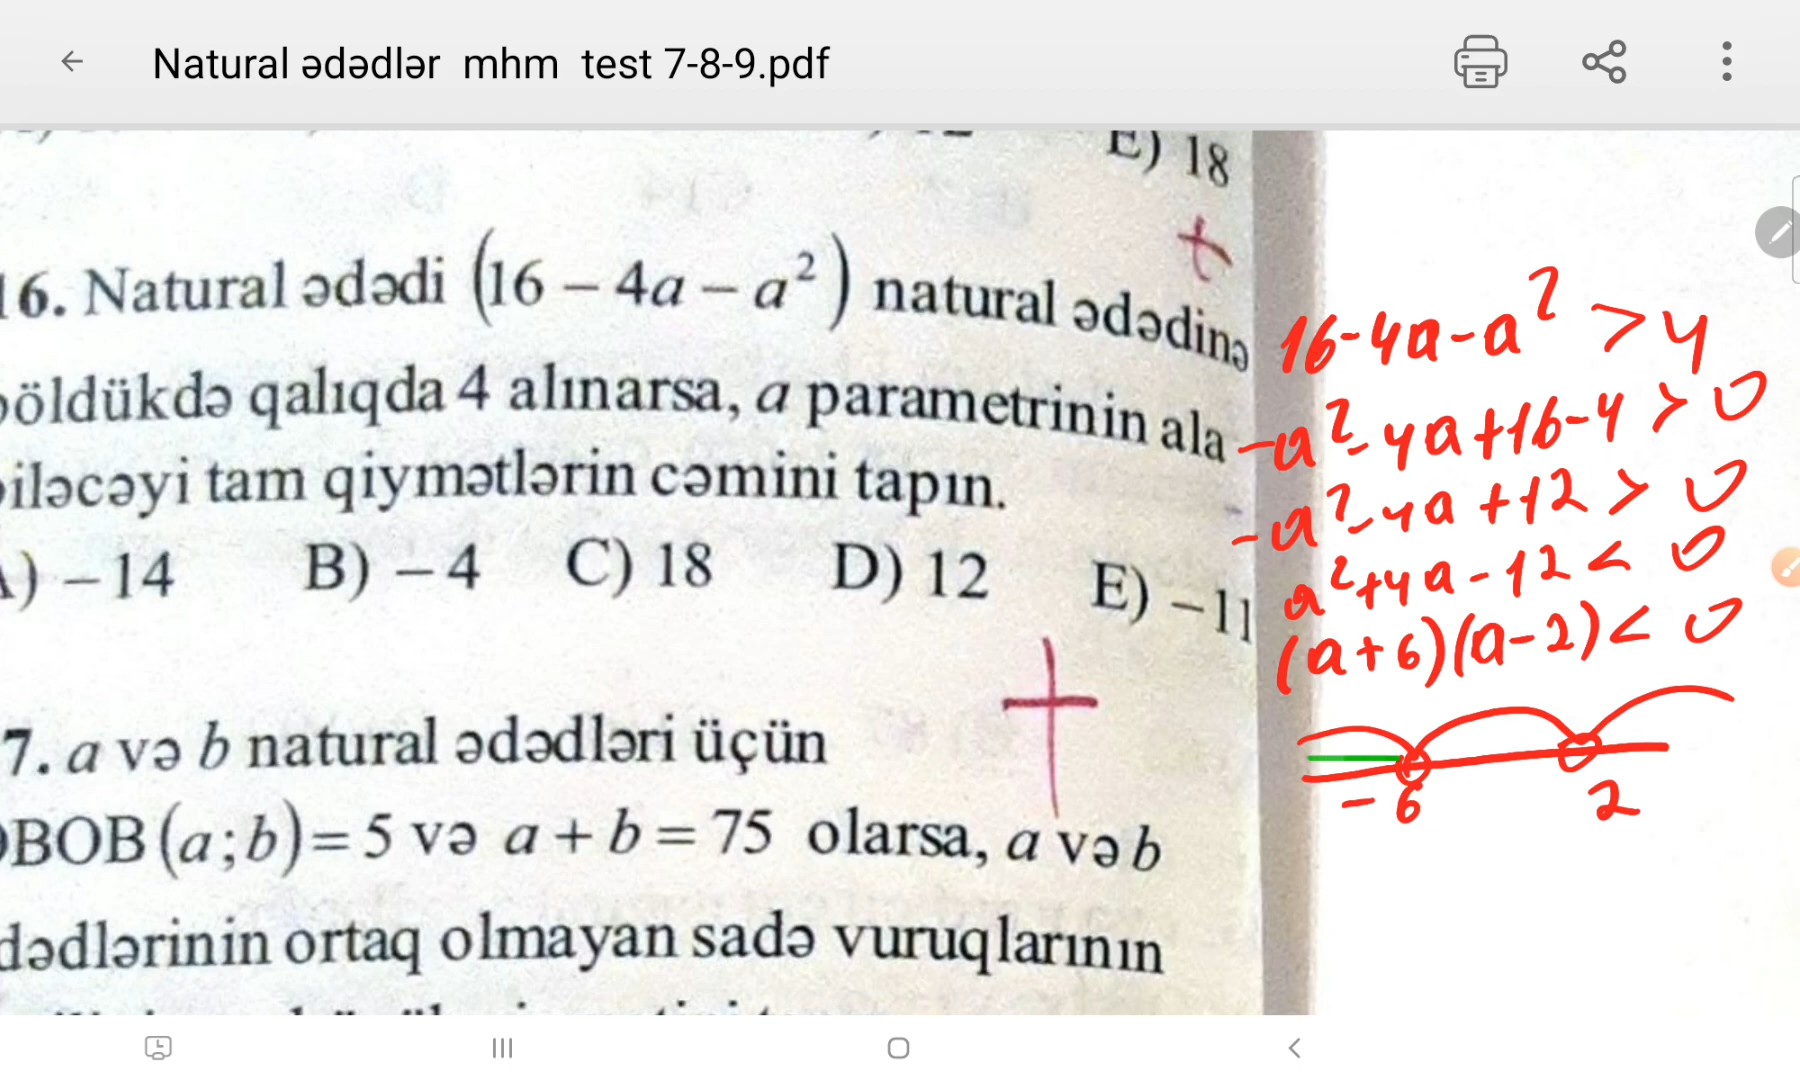 Natural ədədlər mhm test 7-8-9.pdf
E) 18
16. Natural ədədi (16 – 4a – a²) natural ədədinə
böldükdə qalıqda 4 alınarsa, a parametrinin ala
biləcəyi tam qiymətlərin cəmini tapın.
A) – 14 B) – 4 C) 18 D) 12 E) – 11
7. a və b natural ədədləri üçün
ƏBOB (a ; b) = 5 və a + b = 75 olarsa, a və b
dədlərinin ortaq olmayan sadə vuruqlarının
16-4a-a² > 4
-a²-4a+16-4 > 0
-a²-4a+12 > 0
a²+4a-12 < 0
(a+6)(a-2) < 0
-6 2